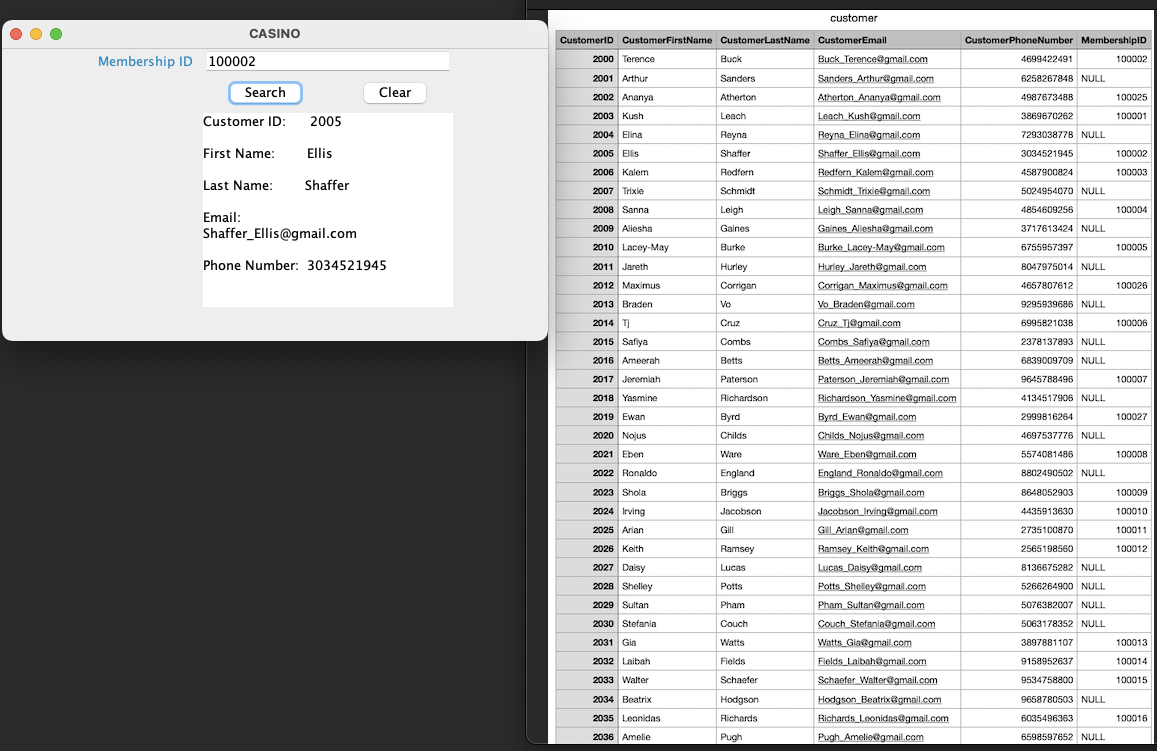 CASINO
Membership ID 100002
Search Clear
Customer ID: 2005
First Name: Ellis
Last Name: Shaffer
Email:
Shaffer_Ellis@gmail.com
Phone Number: 3034521945
customer
CustomerID CustomerFirstName CustomerLastName CustomerEmail CustomerPhoneNumber MembershipID
2000 Terence Buck Buck_Terence@gmail.com 4699422491 100002
2001 Arthur Sanders Sanders_Arthur@gmail.com 6258267848 NULL
2002 Ananya Atherton Atherton_Ananya@gmail.com 4987673488 100025
2003 Kush Leach Leach_Kush@gmail.com 3869670262 100001
2004 Elina Reyna Reyna_Elina@gmail.com 7293038778 NULL
2005 Ellis Shaffer Shaffer_Ellis@gmail.com 3034521945 100002
2006 Kalem Redfern Redfern_Kalem@gmail.com 4587900824 100003
2007 Trixie Schmidt Schmidt_Trixie@gmail.com 5024954070 NULL
2008 Sanna Leigh Leigh_Sanna@gmail.com 4854609256 100004
2009 Aliesha Gaines Gaines_Aliesha@gmail.com 3717613424 NULL
2010 Lacey-May Burke Burke_Lacey-May@gmail.com 6755957397 100005
2011 Jareth Hurley Hurley_Jareth@gmail.com 8047975014 NULL
2012 Maximus Corrigan Corrigan_Maximus@gmail.com 4657807612 100026
2013 Braden Vo Vo_Braden@gmail.com 9295939686 NULL
2014 Tj Cruz Cruz_Tj@gmail.com 6995821038 100006
2015 Safiya Combs Combs_Safiya@gmail.com 2378137893 NULL
2016 Ameerah Betts Betts_Ameerah@gmail.com 6839009709 NULL
2017 Jeremiah Paterson Paterson_Jeremiah@gmail.com 9645788496 100007
2018 Yasmine Richardson Richardson_Yasmine@gmail.com 4134517906 NULL
2019 Ewan Byrd Byrd_Ewan@gmail.com 2999816264 100027
2020 Nojus Childs Childs_Nojus@gmail.com 4697537776 NULL
2021 Eben Ware Ware_Eben@gmail.com 5574081486 100008
2022 Ronaldo England England_Ronaldo@gmail.com 8802490502 NULL
2023 Shola Briggs Briggs_Shola@gmail.com 8648052903 100009
2024 Irving Jacobson Jacobson_Irving@gmail.com 4435913630 100010
2025 Arian Gill Gill_Arian@gmail.com 2735100870 100011
2026 Keith Ramsey Ramsey_Keith@gmail.com 2565198560 100012
2027 Daisy Lucas Lucas_Daisy@gmail.com 8136675282 NULL
2028 Shelley Potts Potts_Shelley@gmail.com 5266264900 NULL
2029 Sultan Pham Pham_Sultan@gmail.com 5076382007 NULL
2030 Stefania Couch Couch_Stefania@gmail.com 5063178352 NULL
2031 Gia Watts Watts_Gia@gmail.com 3897881107 100013
2032 Laibah Fields Fields_Laibah@gmail.com 9158952637 100014
2033 Walter Schaefer Schaefer_Walter@gmail.com 9534758800 100015
2034 Beatrix Hodgson Hodgson_Beatrix@gmail.com 9658780503 NULL
2035 Leonidas Richards Richards_Leonidas@gmail.com 6035496363 100016
2036 Amelie Pugh Pugh_Amelie@gmail.com 6598597652 NULL